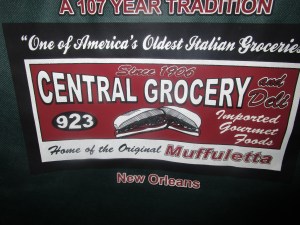 A 107 YEAR TRADITION
"One of America's Oldest Italian Groceries
Since 1906
CENTRAL GROCERY and
Deli
923
Imported
Gourmet
Foods
Home of the Original Muffuletta
New Orleans